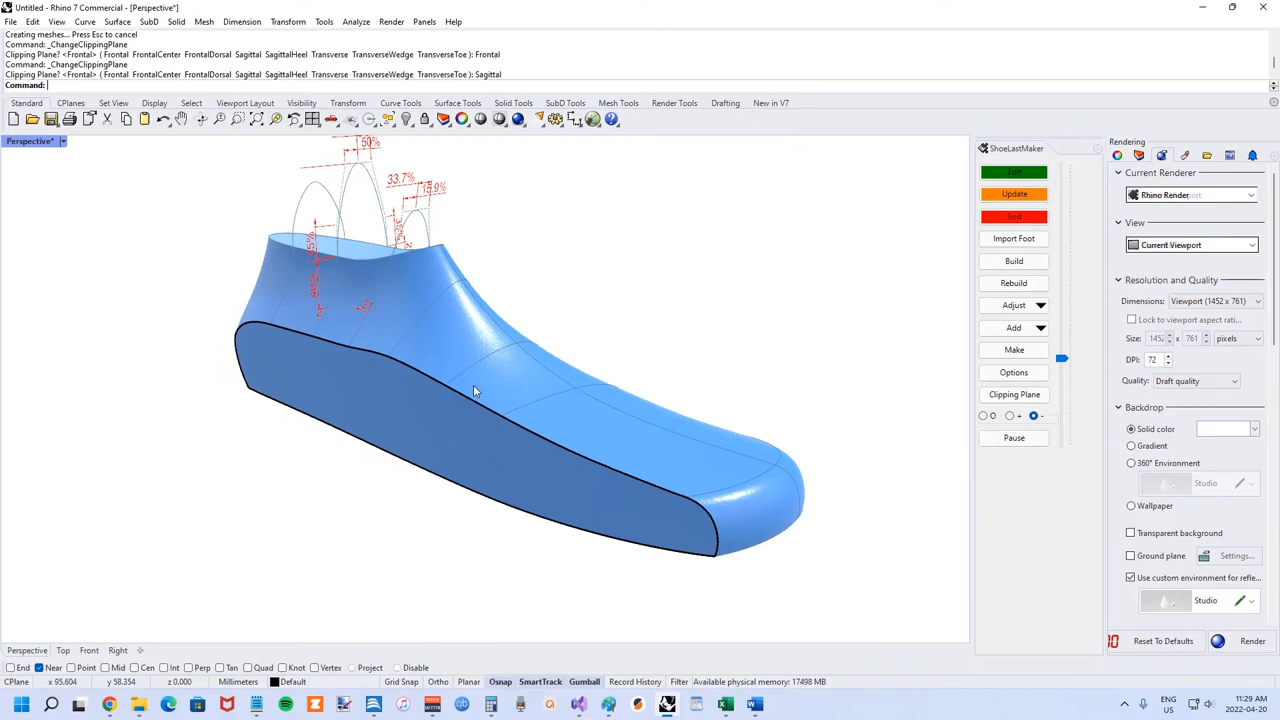 Untitled - Rhino 7 Commercial - [Perspective*]
File Edit View Curve Surface SubD Solid Mesh Dimension Transform Tools Analyze Render Panels Help
Creating meshes... Press Esc to cancel
Command: _ChangeClippingPlane
Clipping Plane? <Frontal> ( Frontal FrontalCenter FrontalDorsal Sagittal SagittalHeel Transverse TransverseWedge TransverseToe ): Frontal
Command: _ChangeClippingPlane
Clipping Plane? <Frontal> ( Frontal FrontalCenter FrontalDorsal Sagittal SagittalHeel Transverse TransverseWedge TransverseToe ): Sagittal
Command:
Standard CPlanes Set View Display Select Viewport Layout Visibility Transform Curve Tools Surface Tools Solid Tools SubD Tools Mesh Tools Render Tools Drafting New in V7
Perspective*
50%
33.7%
15.9%
ShoeLastMaker
Edit
Update
End
Import Foot
Build
Rebuild
Adjust
Add
Make
Options
Clipping Plane
O + -
Pause
Rendering
Current Renderer
Rhino Render
View
Current Viewport
Resolution and Quality
Dimensions: Viewport (1452 x 761)
Lock to viewport aspect rati...
Size: 1452 x 761 pixels
DPI: 72
Quality: Draft quality
Backdrop
Solid color
Gradient
360° Environment
Studio
Wallpaper
Transparent background
Ground plane Settings...
Use custom environment for refle...
Studio
Reset To Defaults Render
Perspective Top Front Right
End Near Point Mid Cen Int Perp Tan Quad Knot Vertex Project Disable
CPlane x 95.604 y 58.354 z 0.000 Millimeters Default Grid Snap Ortho Planar Osnap SmartTrack Gumball Record History Filter Available physical memory: 17498 MB
ENG
US
11:29 AM
2022-04-20